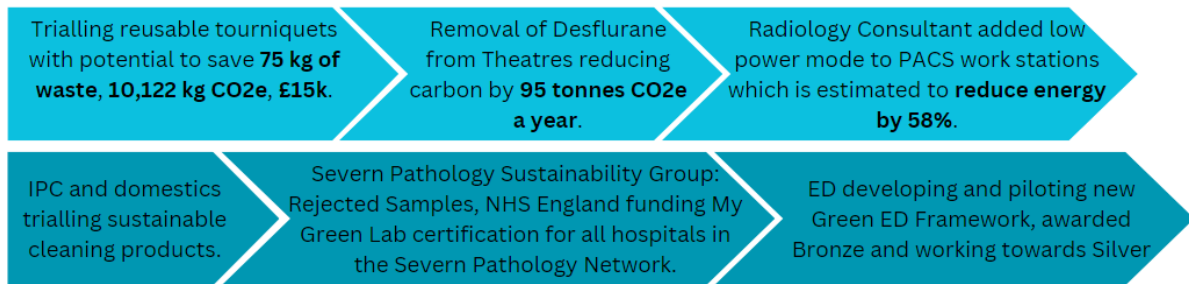 Trialling reusable tourniquets
with potential to save 75 kg of
waste, 10,122 kg CO2e, £15k.
Removal of Desflurane
from Theatres reducing
carbon by 95 tonnes CO2e
a year.
Radiology Consultant added low
power mode to PACS work stations
which is estimated to reduce energy
by 58%.
IPC and domestics
trialling sustainable
cleaning products.
Severn Pathology Sustainability Group:
Rejected Samples, NHS England funding My
Green Lab certification for all hospitals in
the Severn Pathology Network.
ED developing and piloting new
Green ED Framework, awarded
Bronze and working towards Silver